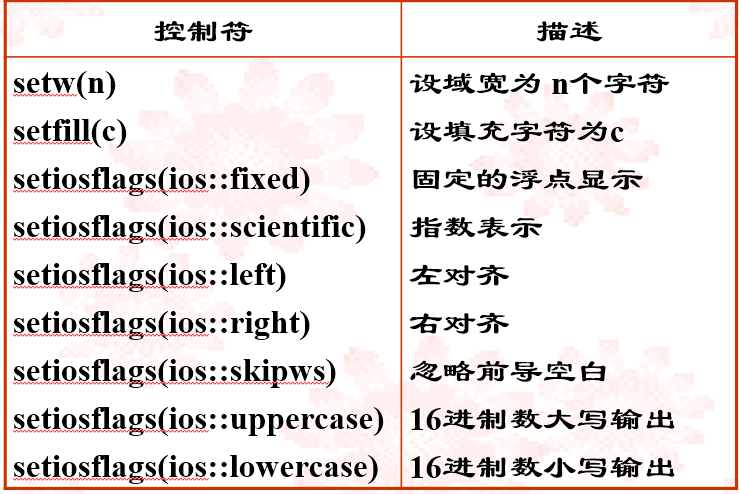 控制符 描述
setw(n) 设域宽为 n个字符
setfill(c) 设填充字符为c
setiosflags(ios::fixed) 固定的浮点显示
setiosflags(ios::scientific) 指数表示
setiosflags(ios::left) 左对齐
setiosflags(ios::right) 右对齐
setiosflags(ios::skipws) 忽略前导空白
setiosflags(ios::uppercase) 16进制数大写输出
setiosflags(ios::lowercase) 16进制数小写输出